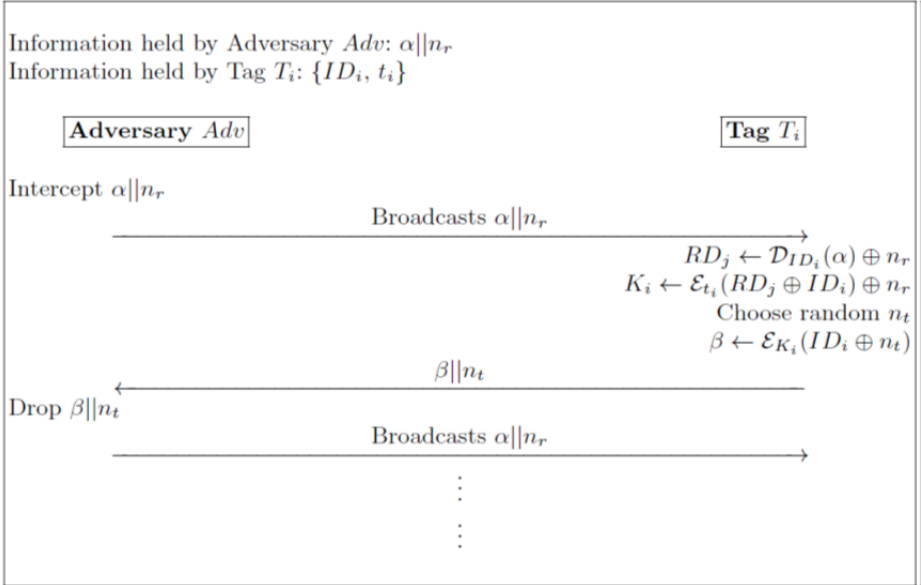 Information held by Adversary Adv: α||n_r
Information held by Tag T_i: {ID_i, t_i}
Adversary Adv
Tag T_i
Intercept α||n_r
Broadcasts α||n_r
RD_j ← 𝒟_{ID_i}(α) ⊕ n_r
K_i ← ℰ_{t_i}(RD_j ⊕ ID_i) ⊕ n_r
Choose random n_t
β ← ℰ_{K_i}(ID_i ⊕ n_t)
β||n_t
Drop β||n_t
Broadcasts α||n_r
⋮
⋮